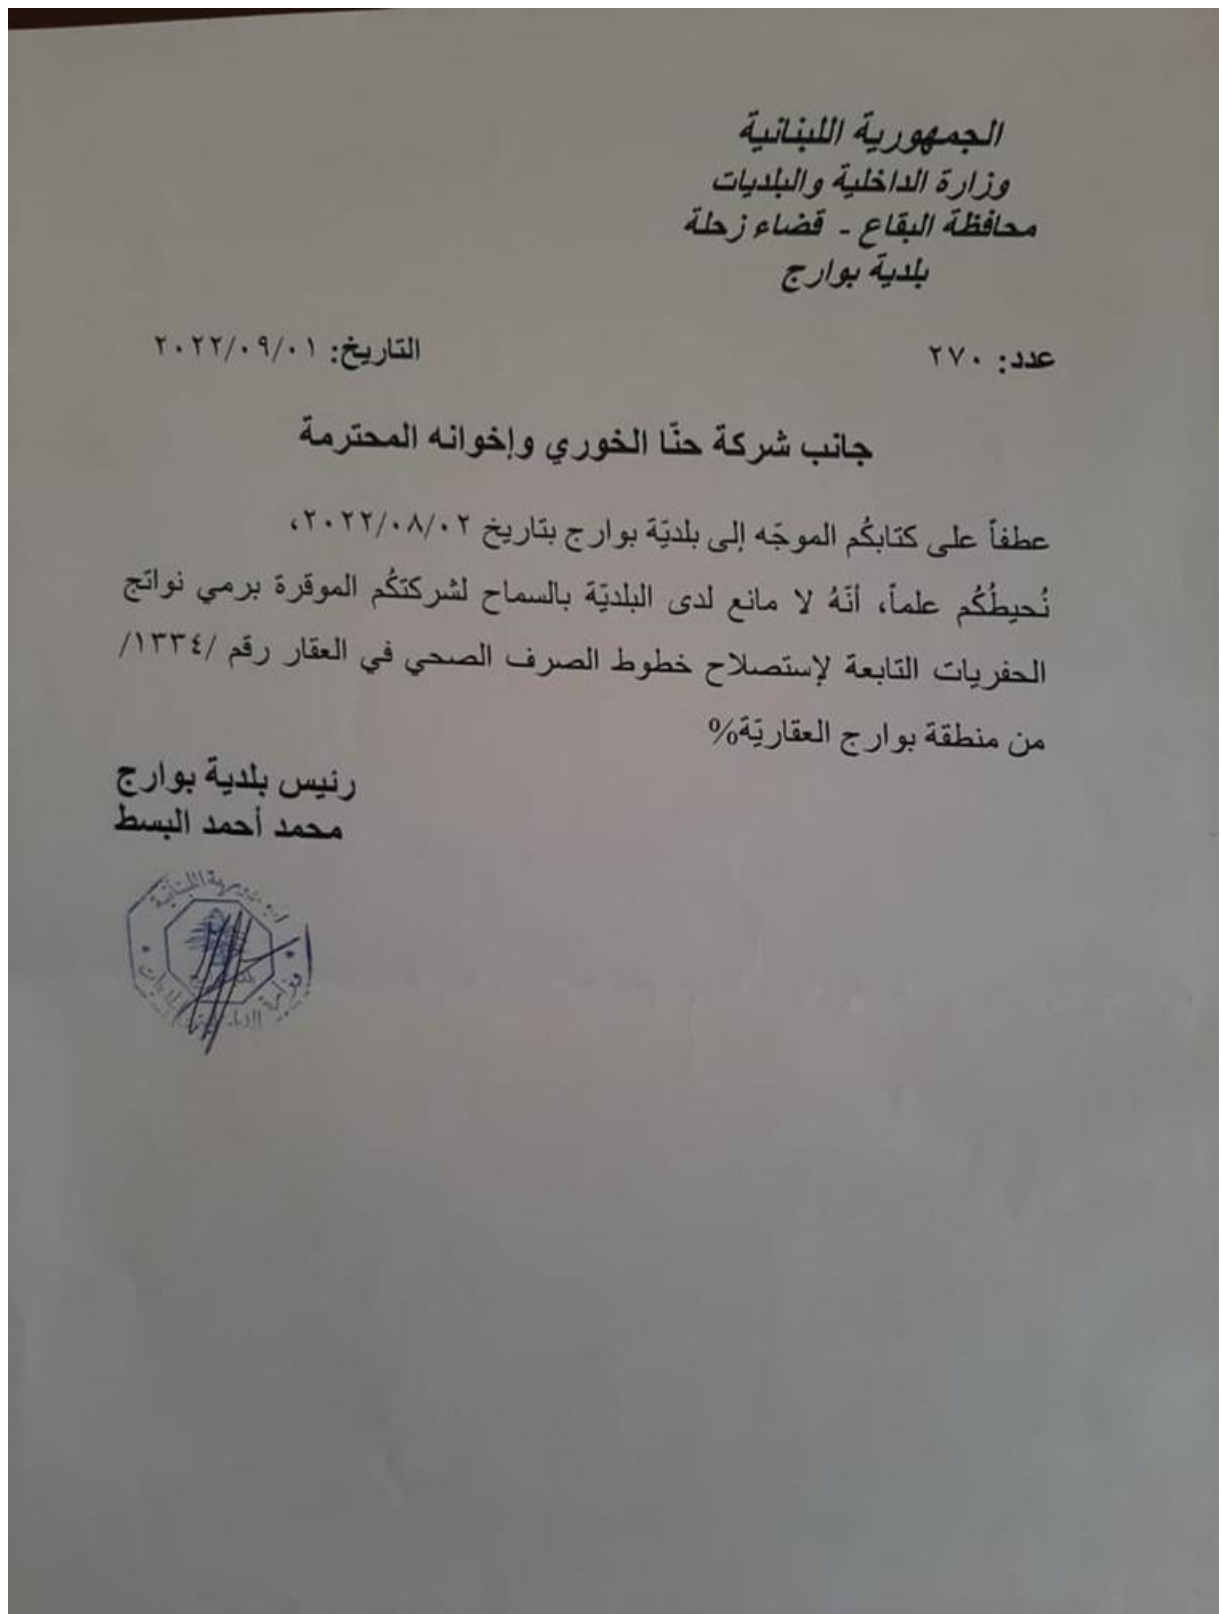 الجمهورية اللبنانية
وزارة الداخلية والبلديات
محافظة البقاع - قضاء زحلة
بلدية بوارج
عدد: ٢٧٠
التاريخ: ٢٠٢٢/٠٩/٠١
جانب شركة حنّا الخوري وإخوانه المحترمة
عطفاً على كتابكُم الموجّه إلى بلديّة بوارج بتاريخ ٢٠٢٢/٠٨/٠٢،
نُحيطُكُم علماً، أنّهُ لا مانع لدى البلديّة بالسماح لشركتكُم الموقرة برمي نواتج
الحفريات التابعة لإستصلاح خطوط الصرف الصحي في العقار رقم /١٣٣٤/
من منطقة بوارج العقاريّة%
رئيس بلدية بوارج
محمد أحمد البسط
اللبنانية